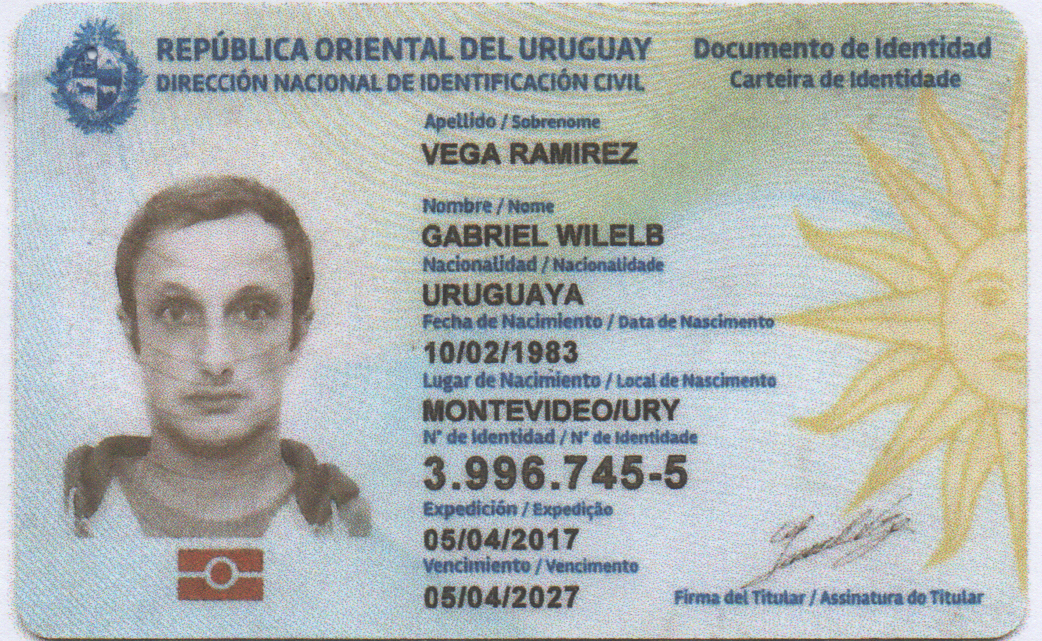 REPÚBLICA ORIENTAL DEL URUGUAY
DIRECCIÓN NACIONAL DE IDENTIFICACIÓN CIVIL
Documento de Identidad
Carteira de Identidade
Apellido / Sobrenome
VEGA RAMIREZ
Nombre / Nome
GABRIEL WILELB
Nacionalidad / Nacionalidade
URUGUAYA
Fecha de Nacimiento / Data de Nascimento
10/02/1983
Lugar de Nacimiento / Local de Nascimento
MONTEVIDEO/URY
N° de Identidad / N° de Identidade
3.996.745-5
Expedición / Expedição
05/04/2017
Vencimiento / Vencimento
05/04/2027
Firma del Titular / Assinatura do Titular